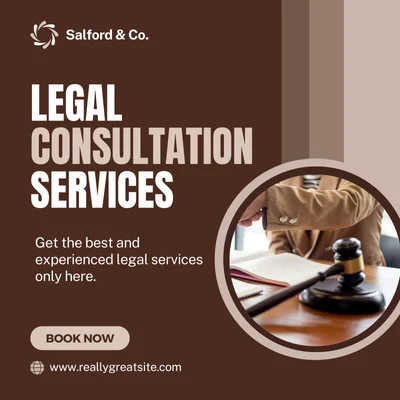 Salford & Co.
LEGAL
CONSULTATION
SERVICES
Get the best and
experienced legal services
only here.
BOOK NOW
www.reallygreatsite.com